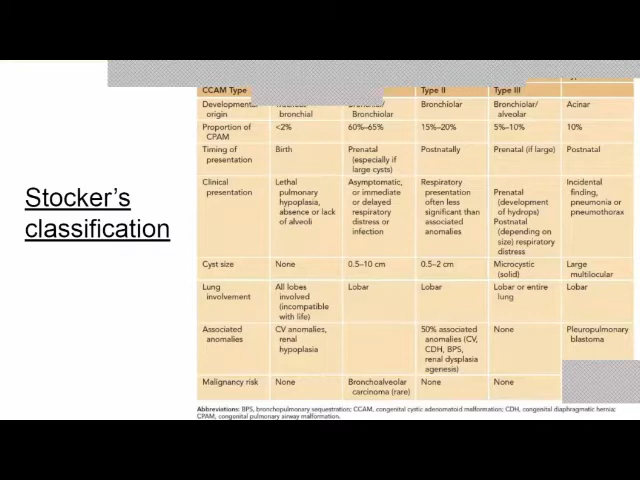 Stocker's
classification
CCAM Type Type II Type III
Developmental Bronchiolar Bronchiolar/ Acinar
origin bronchial Bronchiolar alveolar
Proportion of <2% 60%–65% 15%–20% 5%–10% 10%
CPAM
Timing of Birth Prenatal Postnatally Prenatal (if large) Postnatal
presentation (especially if
large cysts)
Clinical Lethal Asymptomatic, Respiratory Incidental
presentation pulmonary or immediate presentation Prenatal finding,
hypoplasia, or delayed often less (development pneumonia or
absence or lack respiratory significant than of hydrops) pneumothorax
of alveoli distress or associated Postnatal
infection anomalies (depending on
size) respiratory
distress
Cyst size None 0.5–10 cm 0.5–2 cm Microcystic Large
(solid) multilocular
Lung All lobes Lobar Lobar Lobar or entire Lobar
involvement involved lung
(incompatible
with life)
Associated CV anomalies, 50% associated None Pleuropulmonary
anomalies renal anomalies (CV, blastoma
hypoplasia CDH, BPS,
renal dysplasia
agenesis)
Malignancy risk None Bronchoalveolar None None
carcinoma (rare)
Abbreviations: BPS, bronchopulmonary sequestration; CCAM, congenital cystic adenomatoid malformation; CDH, congenital diaphragmatic hernia;
CPAM, congenital pulmonary airway malformation.